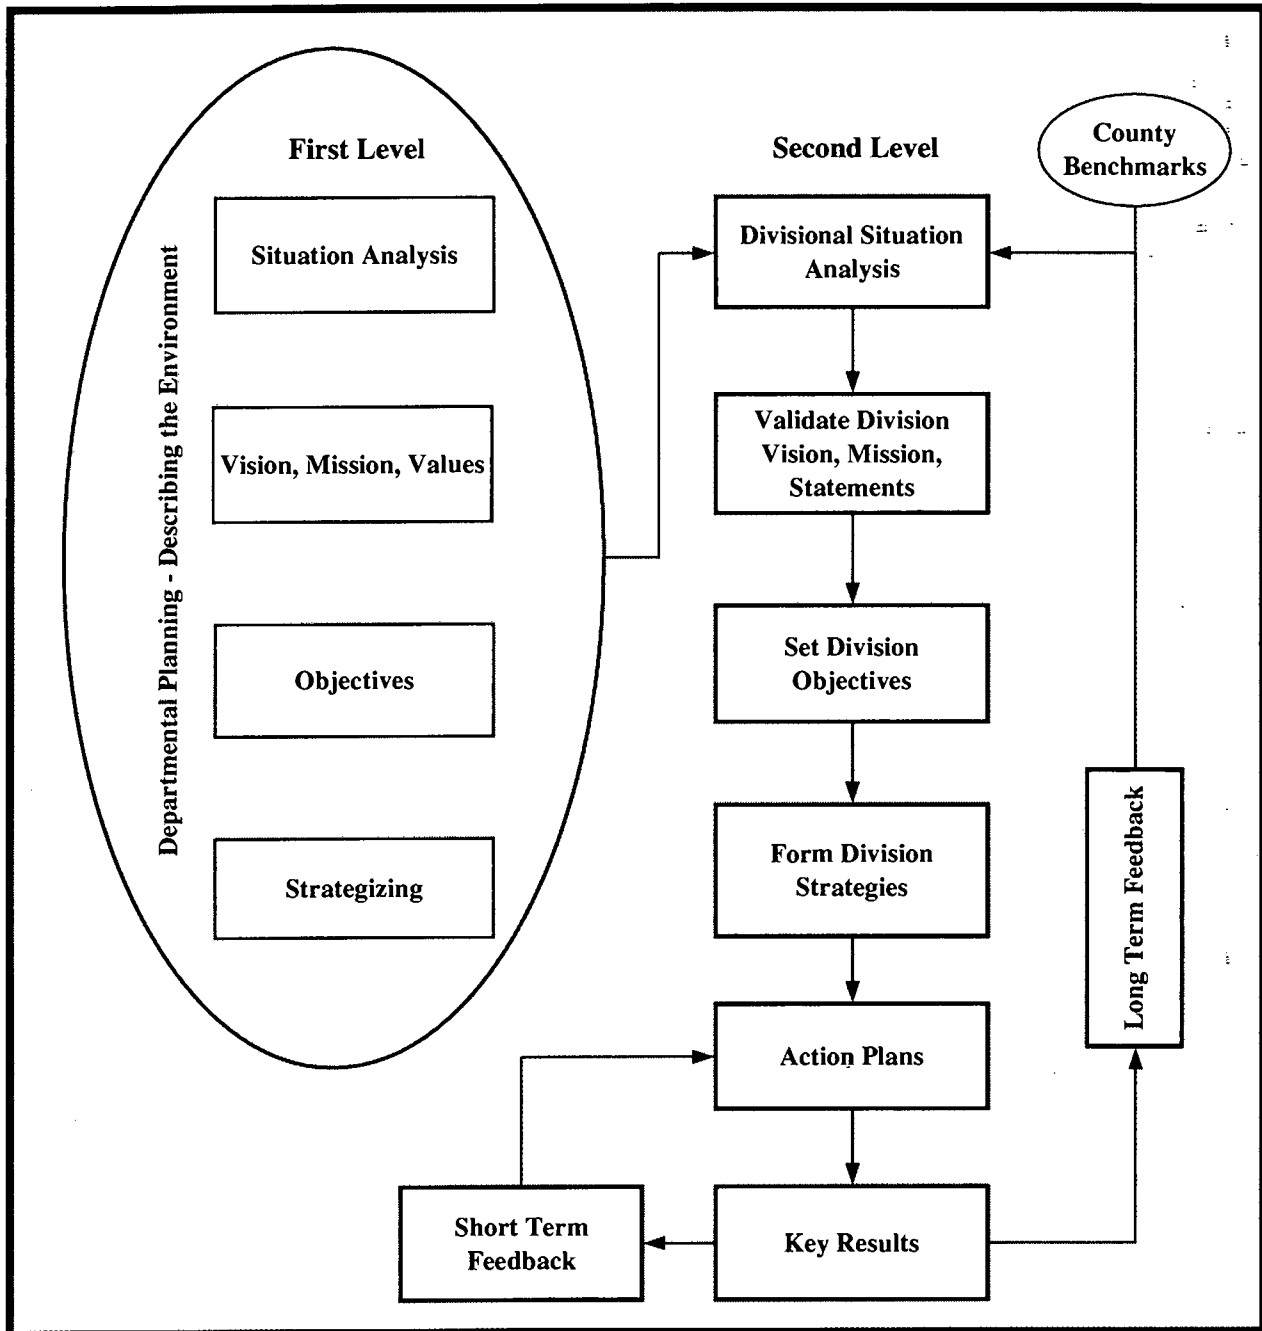 First Level
Departmental Planning - Describing the Environment
Situation Analysis
Vision, Mission, Values
Objectives
Strategizing
Second Level
Divisional Situation
Analysis
Validate Division
Vision, Mission,
Statements
Set Division
Objectives
Form Division
Strategies
Action Plans
Key Results
Short Term
Feedback
County
Benchmarks
Long Term Feedback